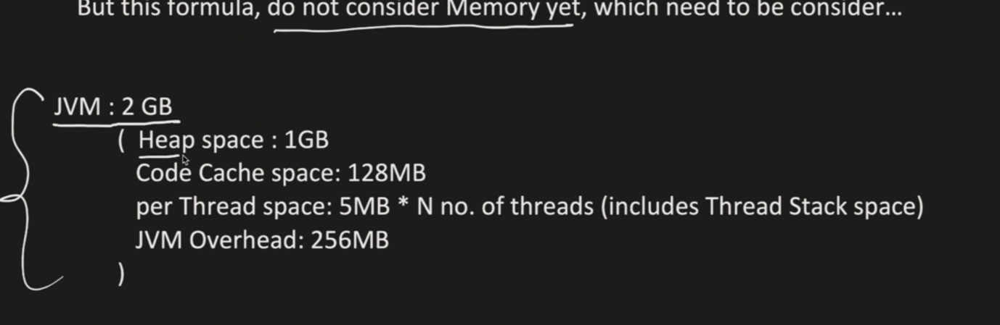 But this formula, do not consider Memory yet, which need to be consider...
JVM : 2 GB
( Heap space : 1GB
Code Cache space: 128MB
per Thread space: 5MB * N no. of threads (includes Thread Stack space)
JVM Overhead: 256MB
)